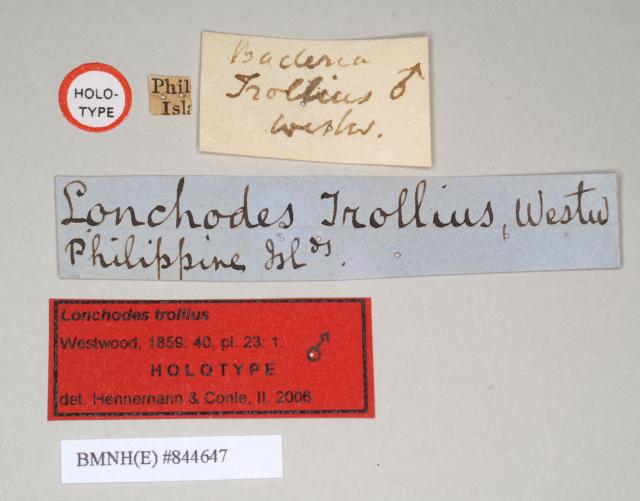 HOLO-
TYPE
Phil
Isla
Bacteria
Trollius ♂
Westw.
Lonchodes Trollius, Westw
Philippine Isl^ds.
Lonchodes trollius
Westwood, 1859: 40, pl. 23: 1.
♂
HOLOTYPE
det. Hennemann & Conle, II. 2006
BMNH(E) #844647